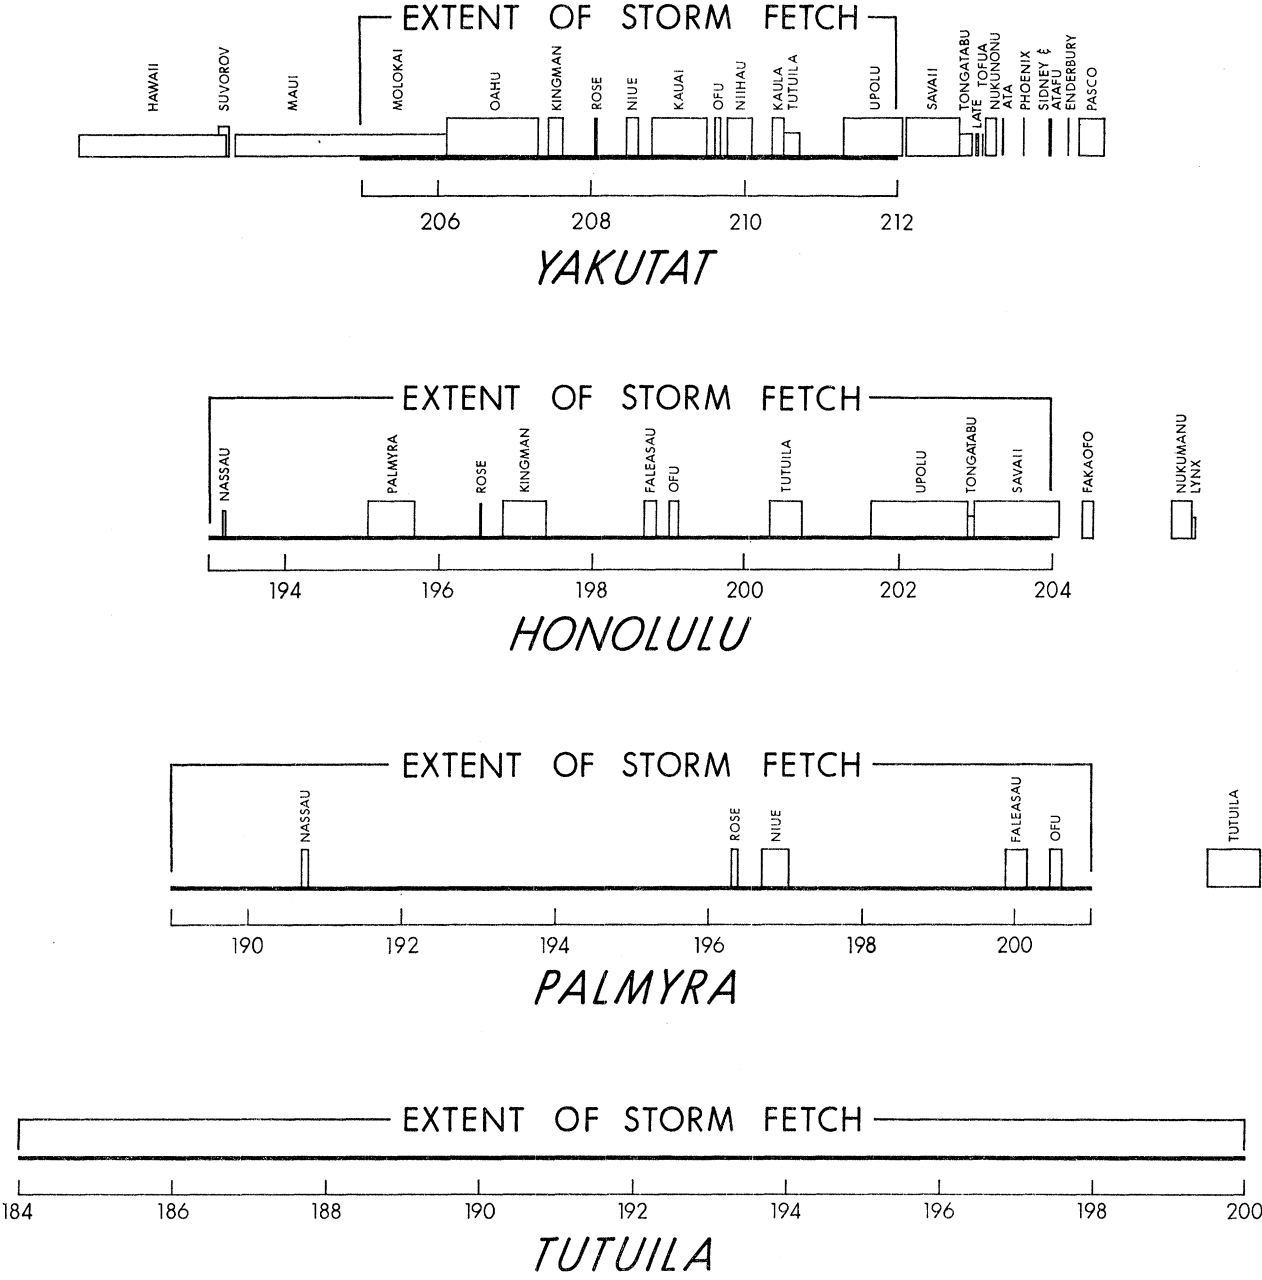 EXTENT OF STORM FETCH
HAWAII
SUVOROV
MAUI
MOLOKAI
OAHU
KINGMAN
ROSE
NIUE
KAUAI
OFU
NIIHAU
KAULA
TUTUILA
UPOLU
SAVAII
TONGATABU
LATE
TOFUA
NUKUNONU
ATA
PHOENIX
SIDNEY &
ATAFU
ENDERBURY
PASCO
206 208 210 212
YAKUTAT
EXTENT OF STORM FETCH
NASSAU
PALMYRA
ROSE
KINGMAN
FALEASAU
OFU
TUTUILA
UPOLU
TONGATABU
SAVAII
FAKAOFO
NUKUMANU
LYNX
194 196 198 200 202 204
HONOLULU
EXTENT OF STORM FETCH
NASSAU
ROSE
NIUE
FALEASAU
OFU
TUTUILA
190 192 194 196 198 200
PALMYRA
EXTENT OF STORM FETCH
184 186 188 190 192 194 196 198 200
TUTUILA